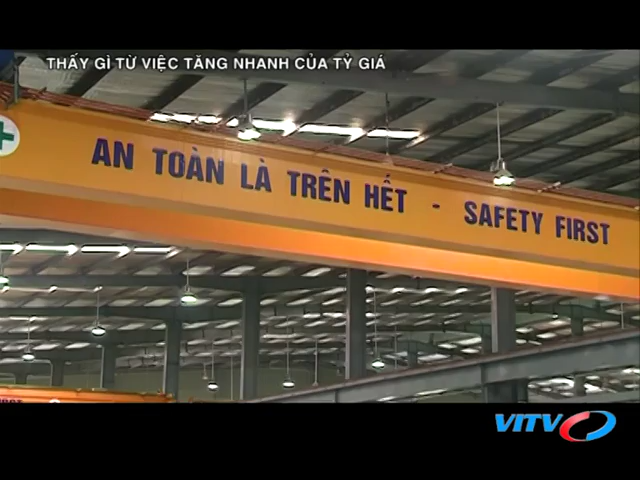 THẤY GÌ TỪ VIỆC TĂNG NHANH CỦA TỶ GIÁ
AN TOÀN LÀ TRÊN HẾT - SAFETY FIRST
VITV